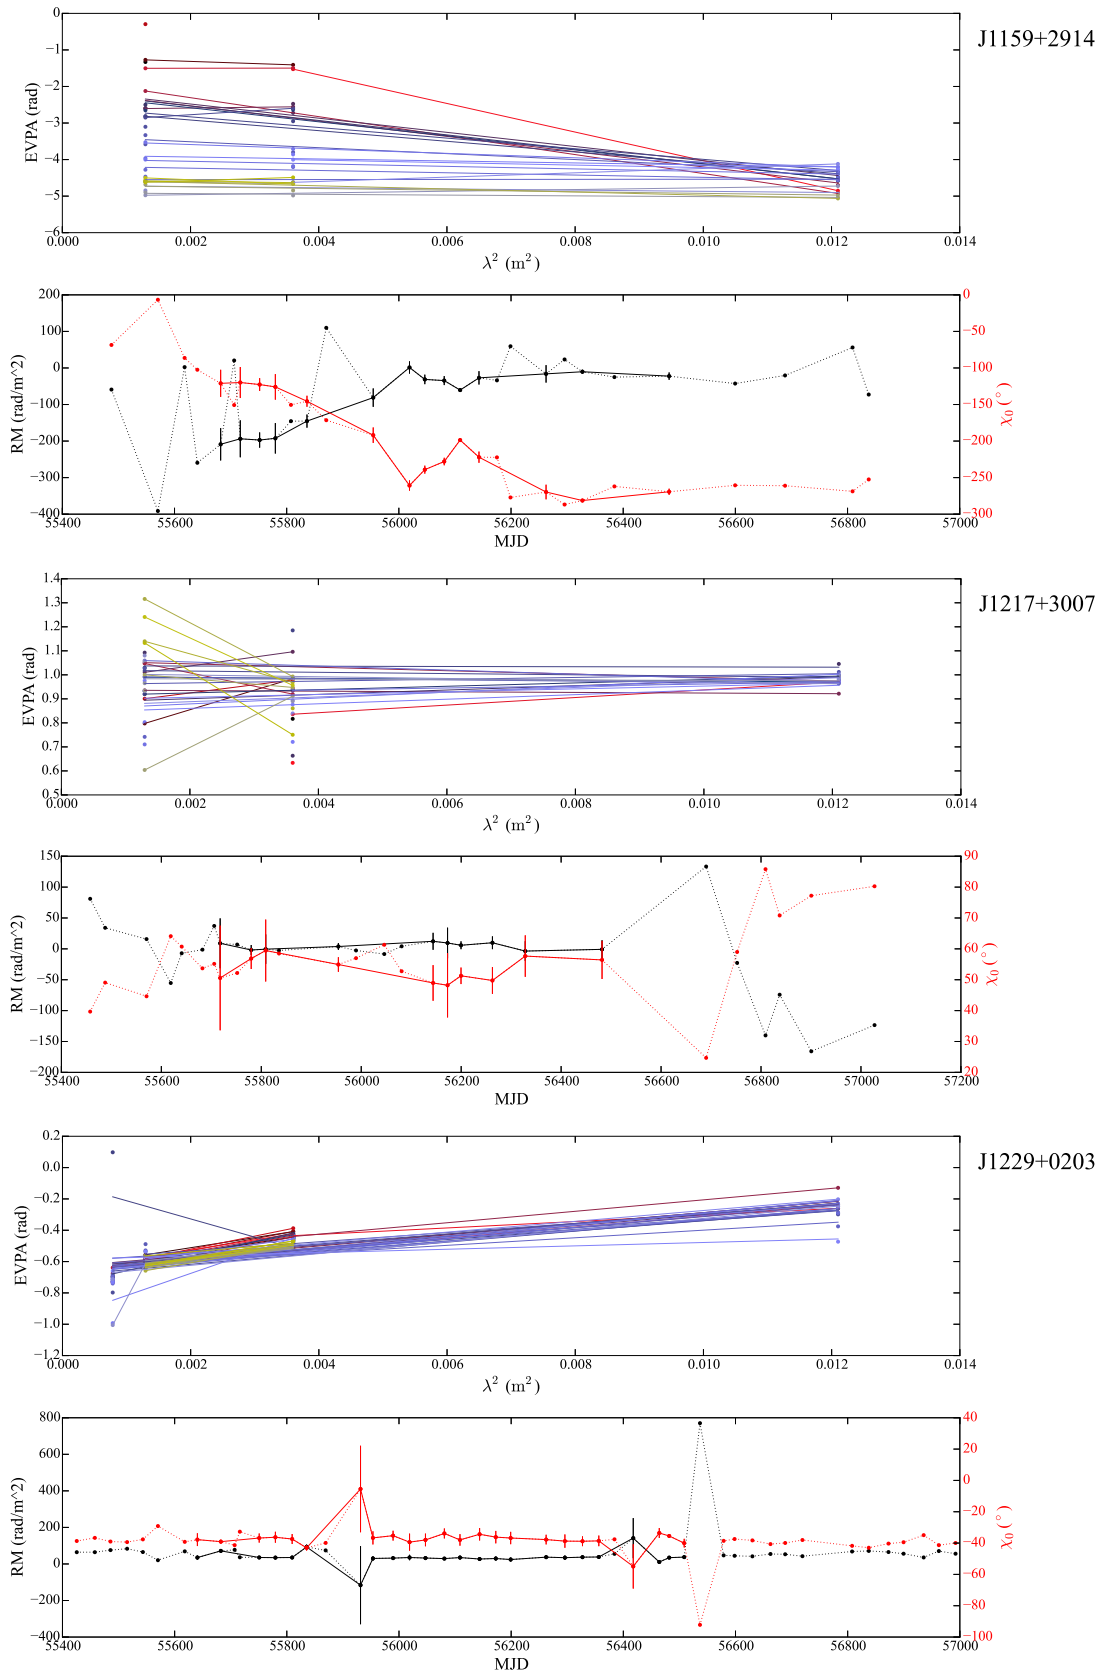 J1159+2914
0
−1
−2
−3
−4
−5
−6
EVPA (rad)
0.000 0.002 0.004 0.006 0.008 0.010 0.012 0.014
λ² (m²)
200
100
0
−100
−200
−300
−400
RM (rad/m^2)
0
−50
−100
−150
−200
−250
−300
χ₀ (°)
55400 55600 55800 56000 56200 56400 56600 56800 57000
MJD
J1217+3007
1.4
1.3
1.2
1.1
1.0
0.9
0.8
0.7
0.6
0.5
EVPA (rad)
0.000 0.002 0.004 0.006 0.008 0.010 0.012 0.014
λ² (m²)
150
100
50
0
−50
−100
−150
−200
RM (rad/m^2)
90
80
70
60
50
40
30
20
χ₀ (°)
55400 55600 55800 56000 56200 56400 56600 56800 57000 57200
MJD
J1229+0203
0.2
0.0
−0.2
−0.4
−0.6
−0.8
−1.0
−1.2
EVPA (rad)
0.000 0.002 0.004 0.006 0.008 0.010 0.012 0.014
λ² (m²)
800
600
400
200
0
−200
−400
RM (rad/m^2)
40
20
0
−20
−40
−60
−80
−100
χ₀ (°)
55400 55600 55800 56000 56200 56400 56600 56800 57000
MJD